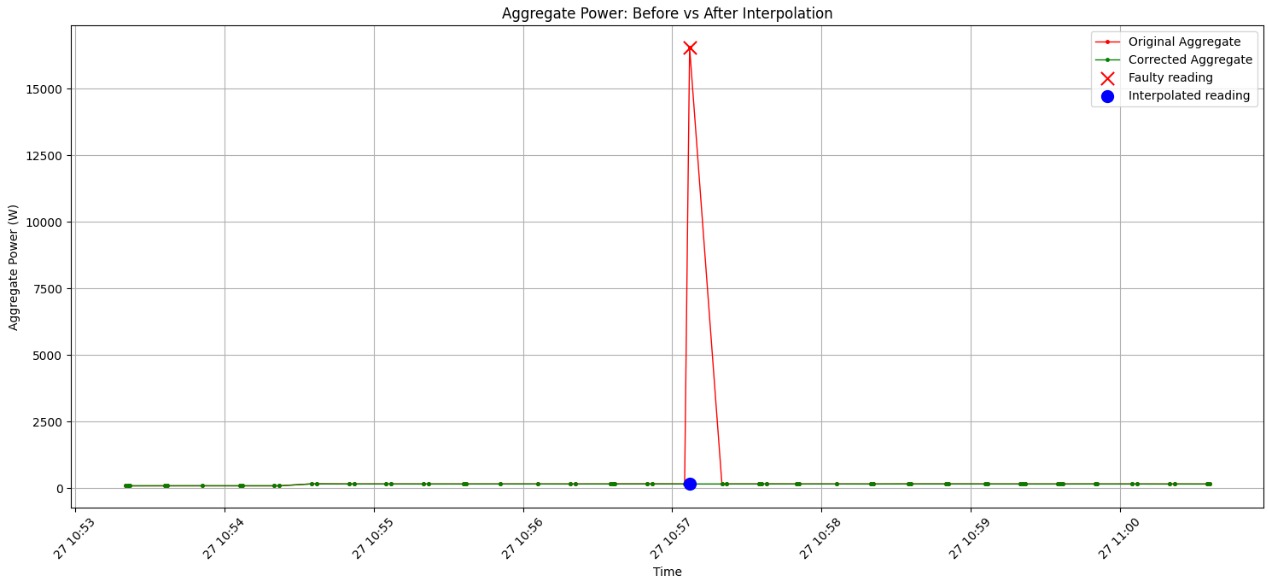 Aggregate Power: Before vs After Interpolation
Original Aggregate
Corrected Aggregate
Faulty reading
Interpolated reading
Aggregate Power (W)
15000
12500
10000
7500
5000
2500
0
27 10:53
27 10:54
27 10:55
27 10:56
27 10:57
27 10:58
27 10:59
27 11:00
Time